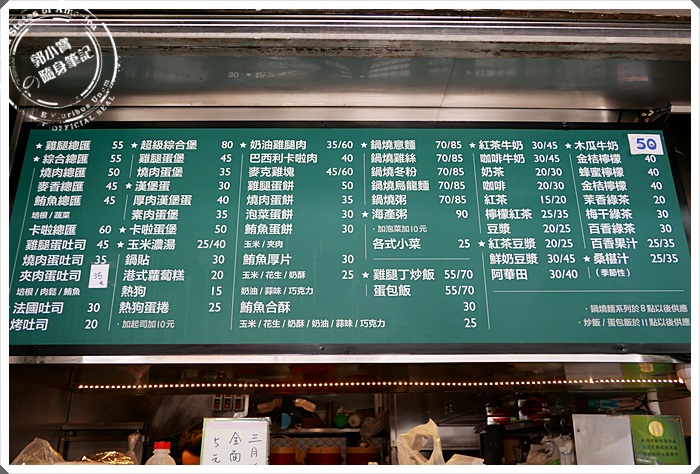 郭小寶
の隨身筆記
★雞腿總匯 55
★綜合總匯 55
燒肉總匯 55
麥香總匯 45
鮪魚總匯 45
培根 / 蔬菜
卡啦總匯 60
雞腿蛋吐司 45
燒肉蛋吐司 35
夾肉蛋吐司 35元
培根 / 肉鬆 / 鮪魚
法國吐司 30
烤吐司 20
★超級綜合堡 80
雞腿蛋堡 45
燒肉蛋堡 35
★漢堡蛋 30
厚肉漢堡蛋 40
素肉蛋堡 35
★卡啦蛋堡 50
★玉米濃湯 25/40
鍋貼 30
港式蘿蔔糕 20
熱狗 15
熱狗蛋捲 25
· 加起司加10元
★奶油雞腿肉 35/60
巴西利卡啦肉 40
麥克雞塊 45/60
雞腿蛋餅 50
燒肉蛋餅 35
泡菜蛋餅 30
鮪魚蛋餅 30
玉米 / 夾肉
鮪魚厚片 30
玉米 / 花生 / 奶酥 25
奶油 / 蒜味 / 巧克力
鮪魚合酥 30
玉米 / 花生 / 奶酥 / 奶油 / 蒜味 / 巧克力 25
★鍋燒意麵 70/85
鍋燒雞絲 70/85
鍋燒冬粉 70/85
鍋燒烏龍麵 70/85
鍋燒粥 70/85
★海產粥 90
· 加泡菜加10元
各式小菜 25
★雞腿丁炒飯 55/70
蛋包飯 55/70
★紅茶牛奶 30/45
咖啡牛奶 30/45
奶茶 20/30
咖啡 20/30
紅茶 15/20
檸檬紅茶 25/35
豆漿 20/25
★紅茶豆漿 20/25
鮮奶豆漿 30/45
阿華田 30/40
★木瓜牛奶 50
金桔檸檬 40
蜂蜜檸檬 40
金桔檸檬 40
茉香綠茶 20
梅干綠茶 30
百香綠茶 30
百香果汁 25/35
★桑椹汁 25/35
（季節性）
· 鍋燒麵系列於8點以後供應
· 炒飯 / 蛋包飯於11點以後供應
三月
全面
5元